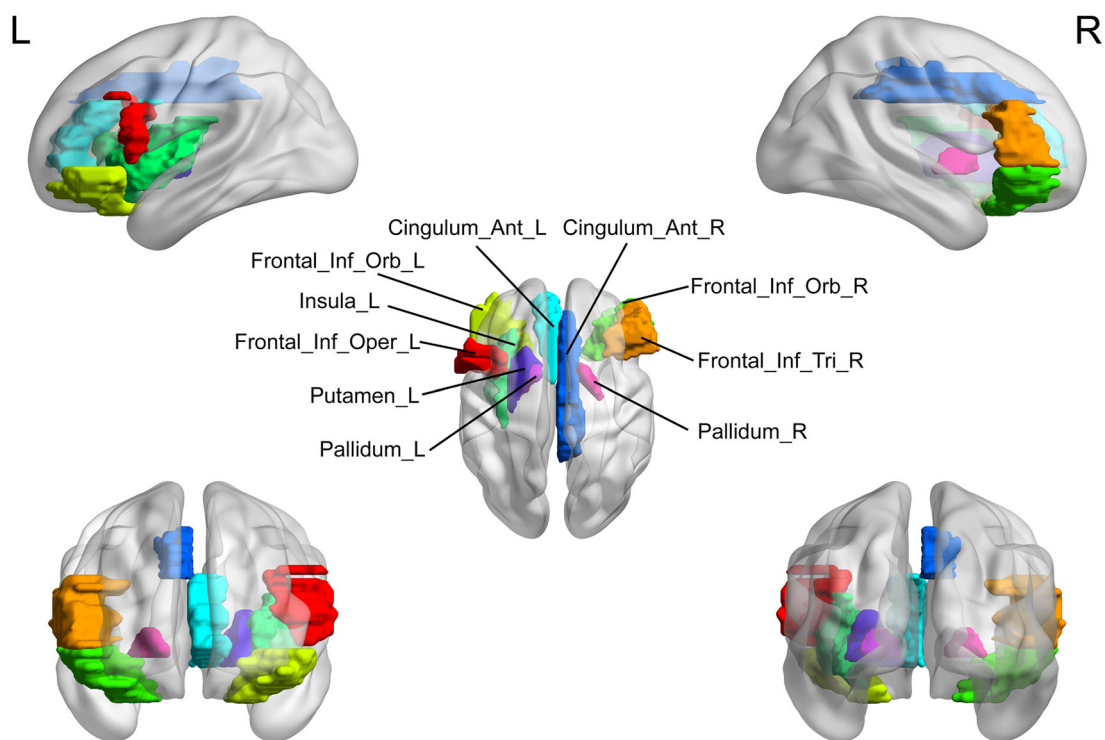 L
R
Cingulum_Ant_L
Cingulum_Ant_R
Frontal_Inf_Orb_L
Frontal_Inf_Orb_R
Insula_L
Frontal_Inf_Oper_L
Frontal_Inf_Tri_R
Putamen_L
Pallidum_R
Pallidum_L